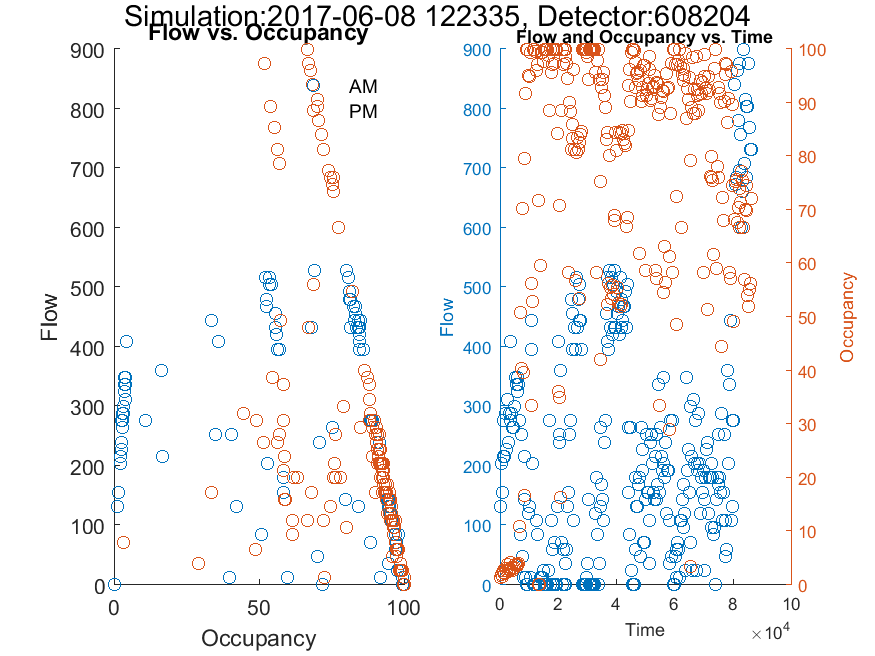 Simulation:2017-06-08 122335, Detector:608204
Flow vs. Occupancy
Flow and Occupancy vs. Time
900
800
700
600
500
400
300
200
100
0
Flow
AM
PM
0 50 100
Occupancy
900
800
700
600
500
400
300
200
100
0
Flow
100
90
80
70
60
50
40
30
20
10
0
Occupancy
0 2 4 6 8 10
Time
×10⁴